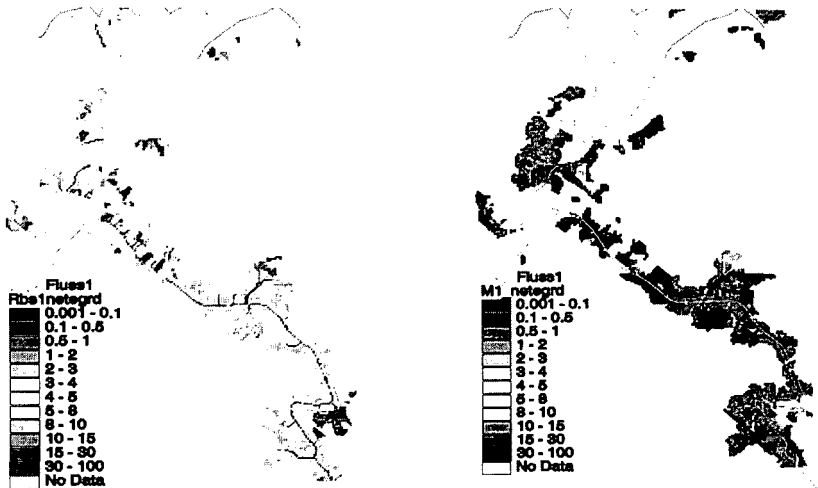 Fluss1
Rbs1netegrd
0.001 - 0.1
0.1 - 0.5
0.5 - 1
1 - 2
2 - 3
3 - 4
4 - 5
5 - 8
8 - 10
10 - 15
15 - 30
30 - 100
No Data
Fluss1
M1_netegrd
0.001 - 0.1
0.1 - 0.5
0.5 - 1
1 - 2
2 - 3
3 - 4
4 - 5
5 - 8
8 - 10
10 - 15
15 - 30
30 - 100
No Data